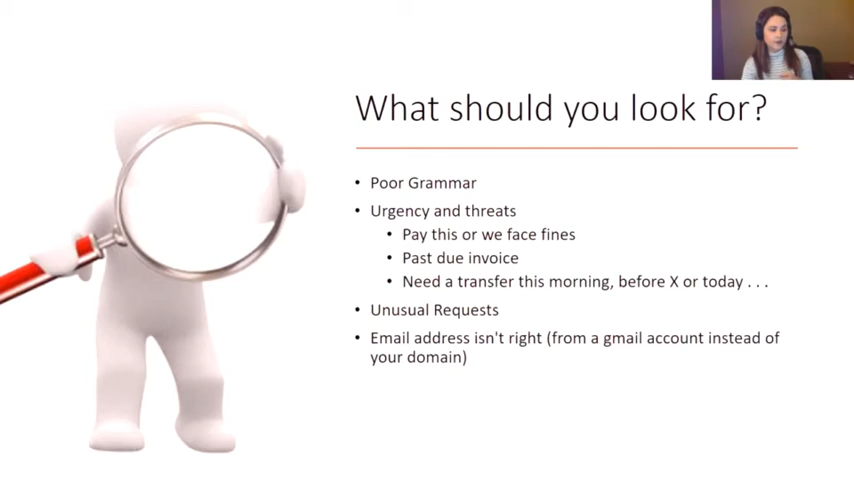 What should you look for?
• Poor Grammar
• Urgency and threats
• Pay this or we face fines
• Past due invoice
• Need a transfer this morning, before X or today . . .
• Unusual Requests
• Email address isn't right (from a gmail account instead of
your domain)